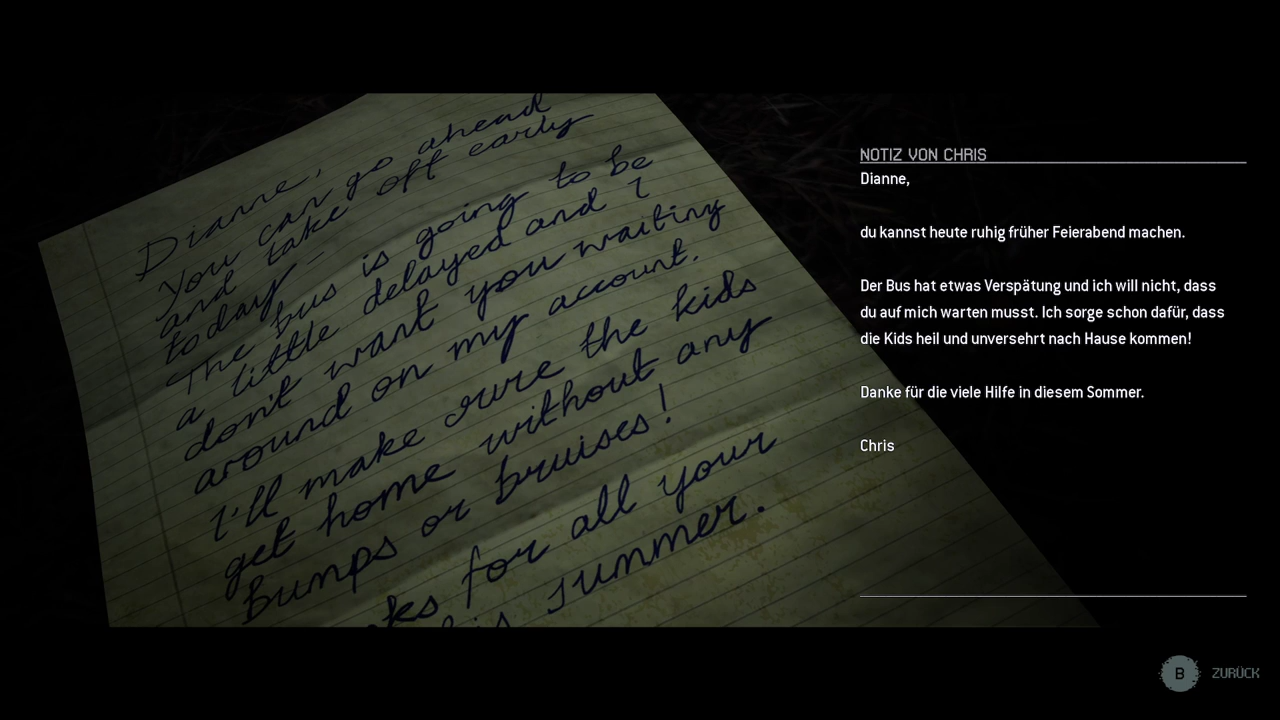 Dianne,
You can go ahead
and take off early
today -
The bus is going to be
a little delayed and I
don't want you waiting
around on my account.
I'll make sure the kids
get home without any
Bumps or bruises!
for all your
summer.
NOTIZ VON CHRIS
Dianne,
du kannst heute ruhig früher Feierabend machen.
Der Bus hat etwas Verspätung und ich will nicht, dass
du auf mich warten musst. Ich sorge schon dafür, dass
die Kids heil und unversehrt nach Hause kommen!
Danke für die viele Hilfe in diesem Sommer.
Chris
B ZURÜCK